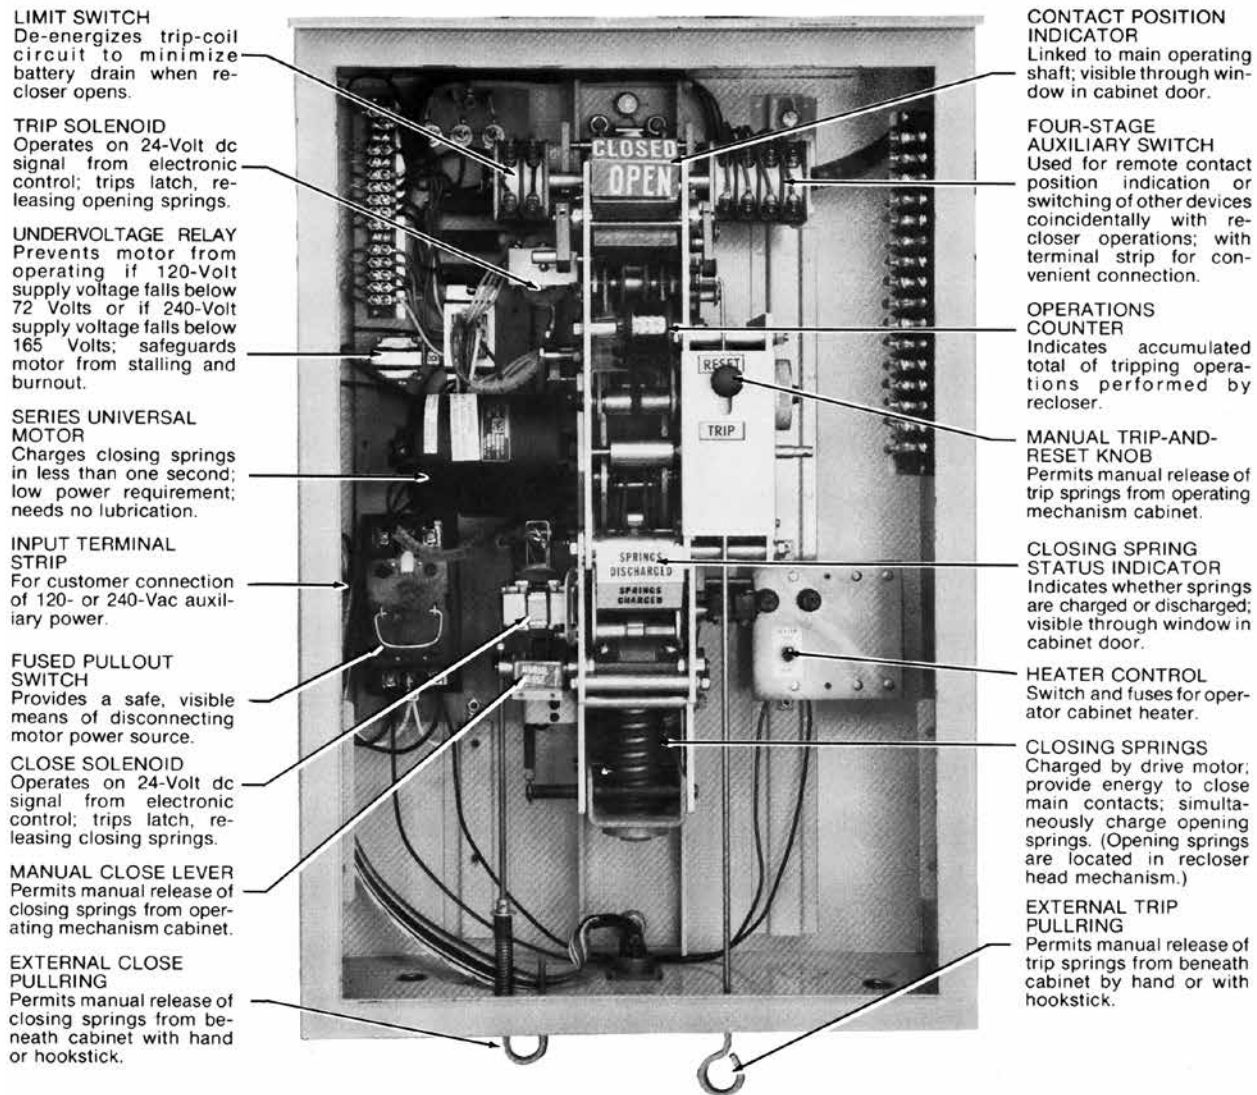 LIMIT SWITCH
De-energizes trip-coil
circuit to minimize
battery drain when re-
closer opens.
TRIP SOLENOID
Operates on 24-Volt dc
signal from electronic
control; trips latch, re-
leasing opening springs.
UNDERVOLTAGE RELAY
Prevents motor from
operating if 120-Volt
supply voltage falls below
72 Volts or if 240-Volt
supply voltage falls below
165 Volts; safeguards
motor from stalling and
burnout.
SERIES UNIVERSAL
MOTOR
Charges closing springs
in less than one second;
low power requirement;
needs no lubrication.
INPUT TERMINAL
STRIP
For customer connection
of 120- or 240-Vac auxil-
iary power.
FUSED PULLOUT
SWITCH
Provides a safe, visible
means of disconnecting
motor power source.
CLOSE SOLENOID
Operates on 24-Volt dc
signal from electronic
control; trips latch, re-
leasing closing springs.
MANUAL CLOSE LEVER
Permits manual release of
closing springs from oper-
ating mechanism cabinet.
EXTERNAL CLOSE
PULLRING
Permits manual release of
closing springs from be-
neath cabinet with hand
or hookstick.
CLOSED
OPEN
RESET
TRIP
SPRINGS
DISCHARGED
SPRINGS
CHARGED
CONTACT POSITION
INDICATOR
Linked to main operating
shaft; visible through win-
dow in cabinet door.
FOUR-STAGE
AUXILIARY SWITCH
Used for remote contact
position indication or
switching of other devices
coincidentally with re-
closer operations; with
terminal strip for con-
venient connection.
OPERATIONS
COUNTER
Indicates accumulated
total of tripping opera-
tions performed by
recloser.
MANUAL TRIP-AND-
RESET KNOB
Permits manual release of
trip springs from operating
mechanism cabinet.
CLOSING SPRING
STATUS INDICATOR
Indicates whether springs
are charged or discharged;
visible through window in
cabinet door.
HEATER CONTROL
Switch and fuses for oper-
ator cabinet heater.
CLOSING SPRINGS
Charged by drive motor;
provide energy to close
main contacts; simulta-
neously charge opening
springs. (Opening springs
are located in recloser
head mechanism.)
EXTERNAL TRIP
PULLRING
Permits manual release of
trip springs from beneath
cabinet by hand or with
hookstick.